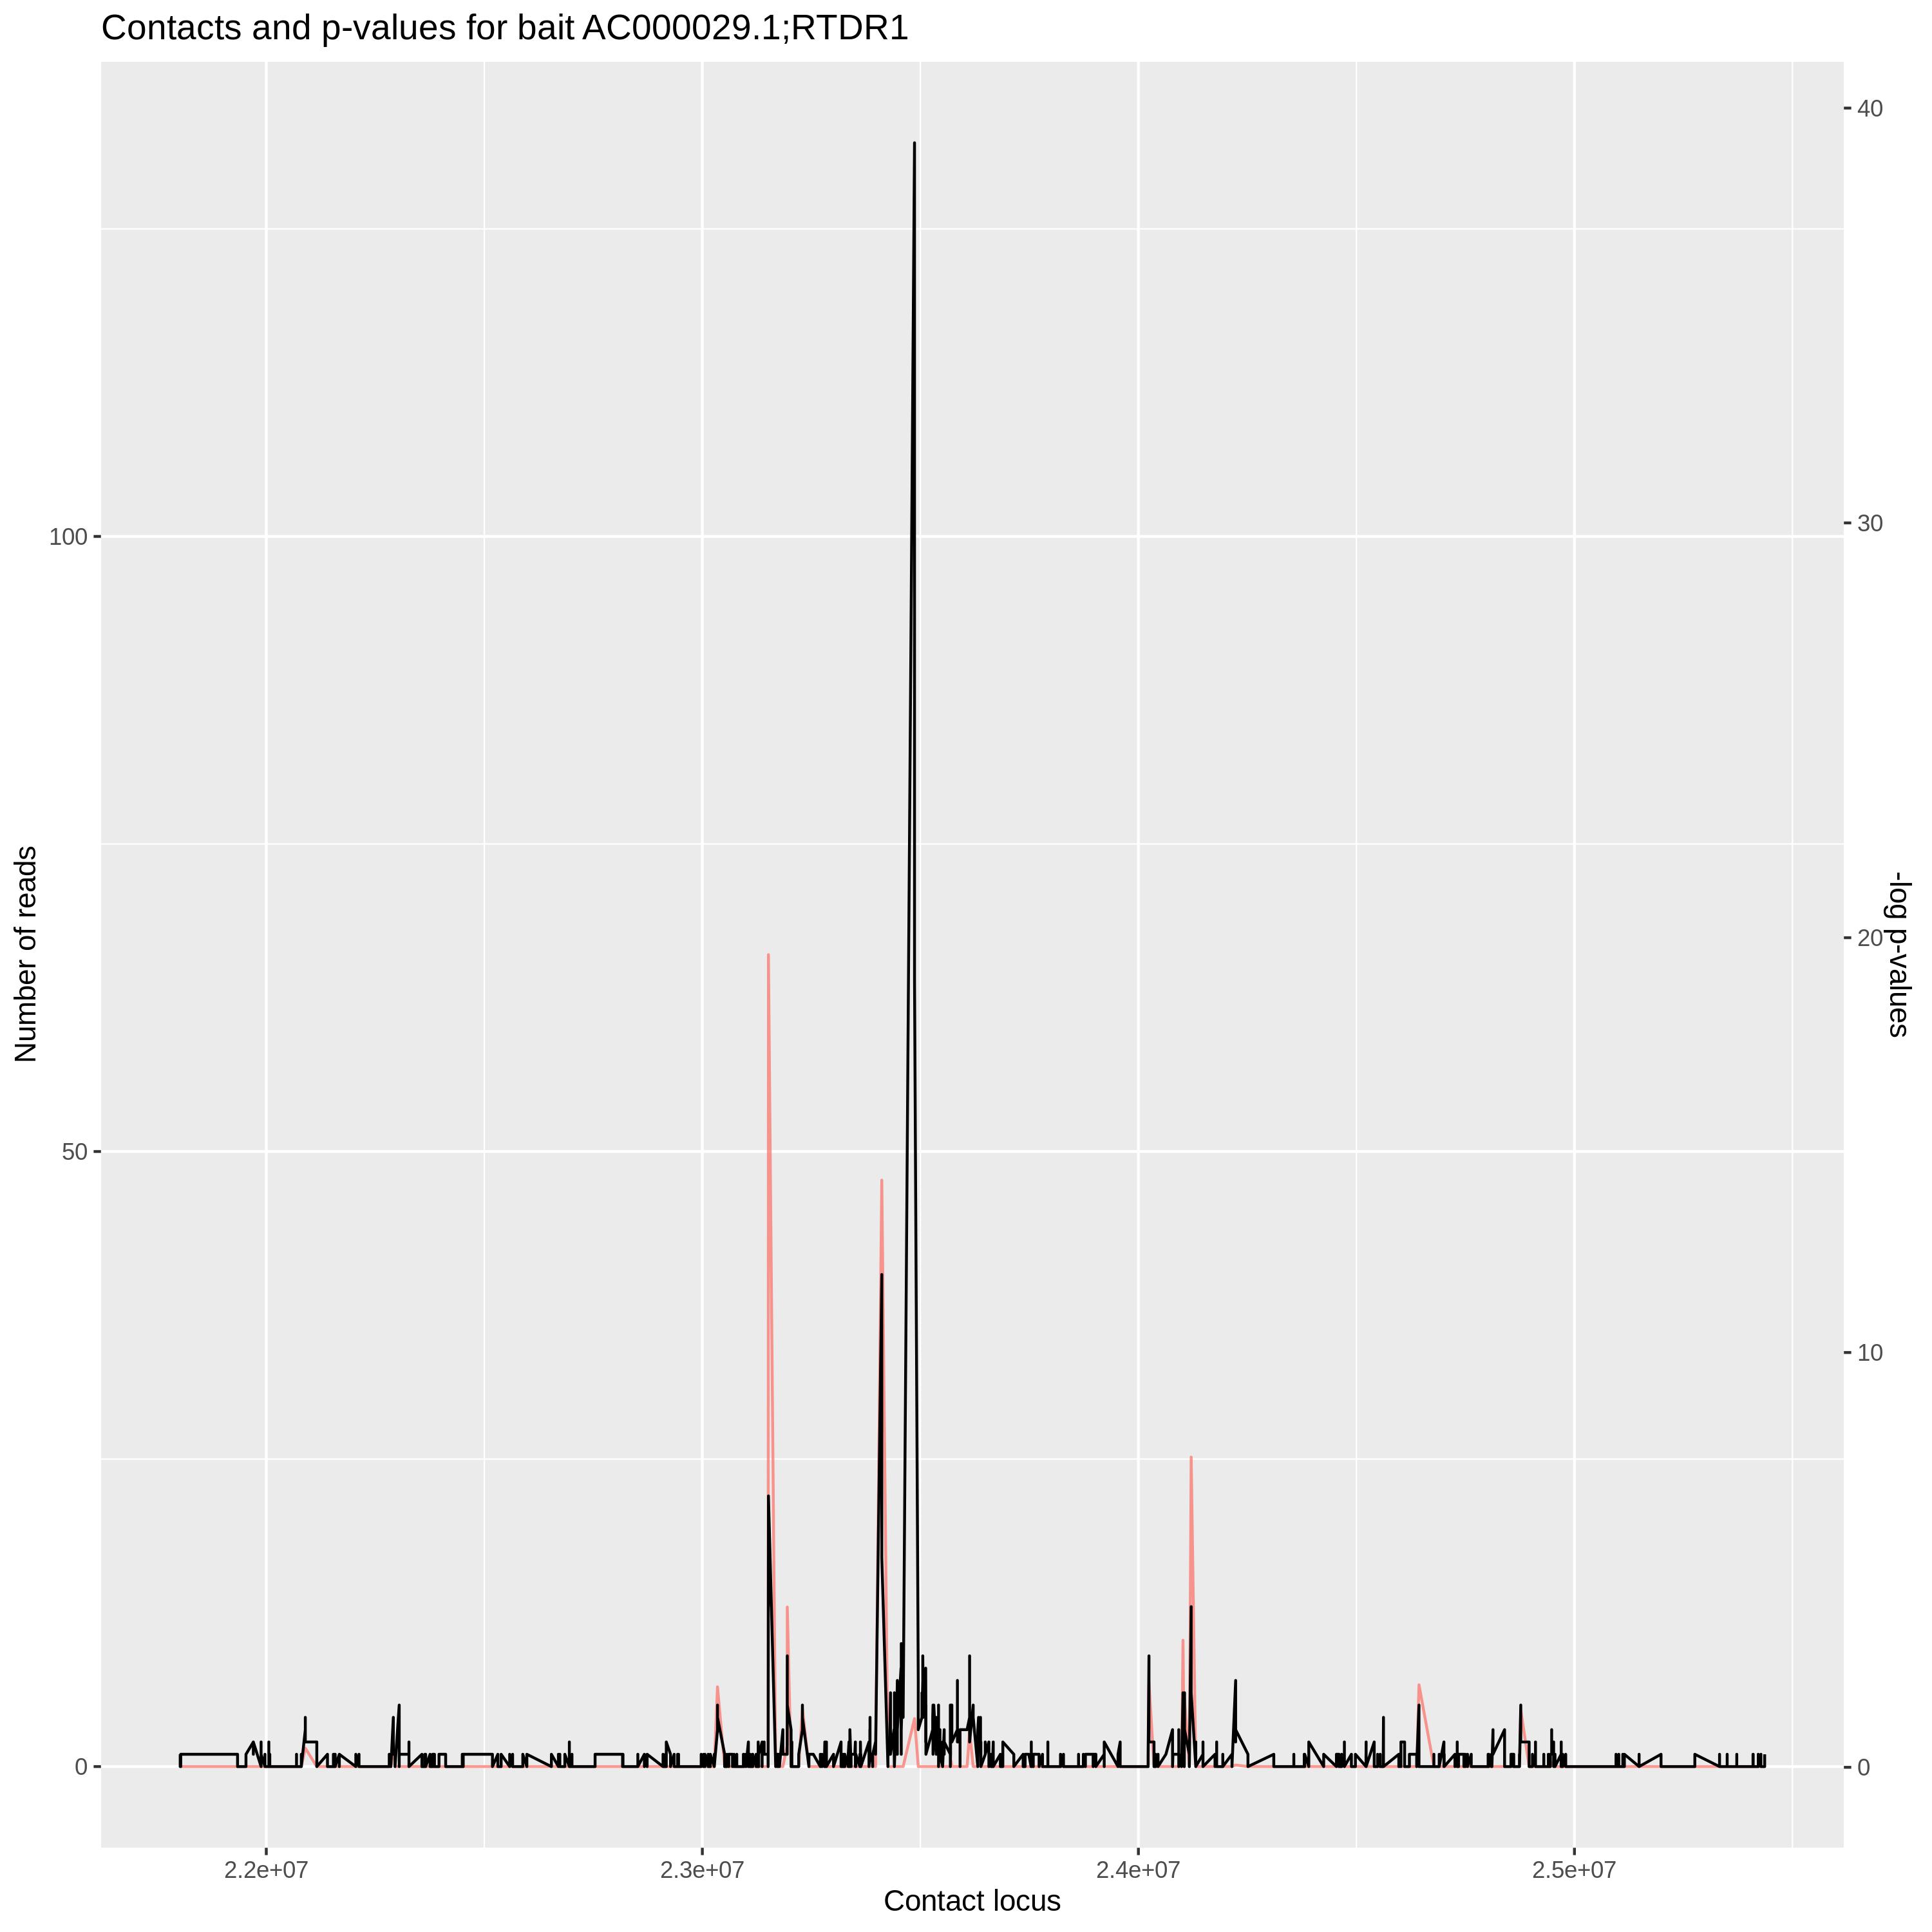 Contacts and p-values for bait AC000029.1;RTDR1
Number of reads
100
50
0
40
30
20
10
0
-log p-values
2.2e+07 2.3e+07 2.4e+07 2.5e+07
Contact locus